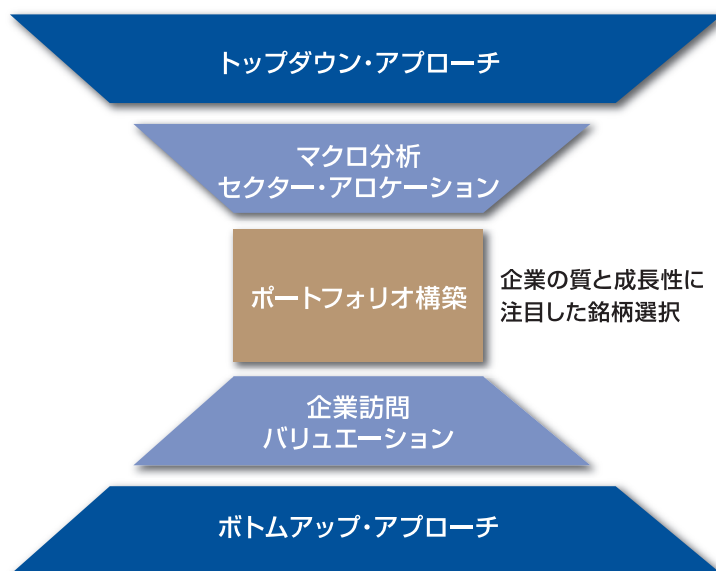 トップダウン・アプローチ
マクロ分析
セクター・アロケーション
ポートフォリオ構築
企業の質と成長性に
注目した銘柄選択
企業訪問
バリュエーション
ボトムアップ・アプローチ